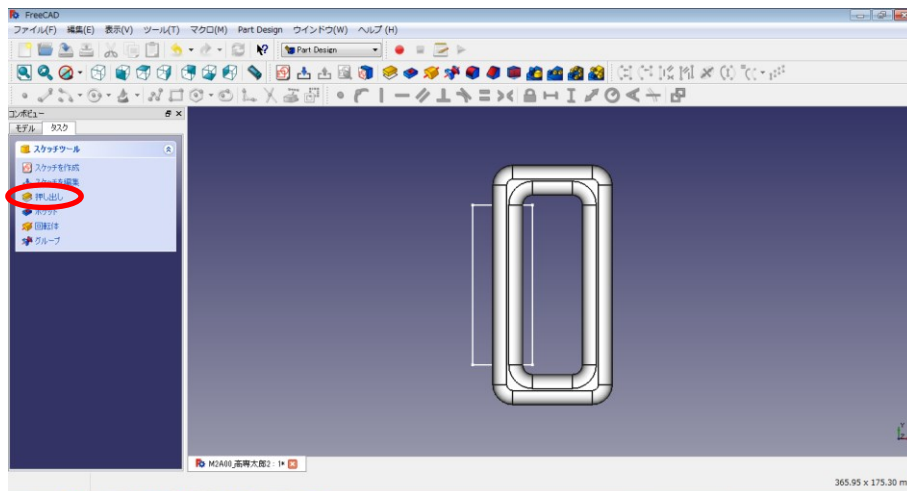 FreeCAD
ファイル(F) 編集(E) 表示(V) ツール(T) マクロ(M) Part Design ウインドウ(W) ヘルプ(H)
Part Design
コンボビュー
モデル タスク
スケッチツール
スケッチを作成
スケッチを編集
押し出し
ポケット
回転体
グルーブ
M2A00_高専太郎2 : 1*
Y
365.95 x 175.30 m